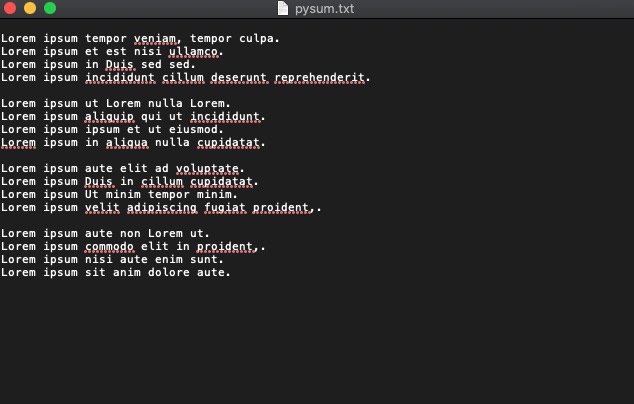 pysum.txt
Lorem ipsum tempor veniam, tempor culpa.
Lorem ipsum et est nisi ullamco.
Lorem ipsum in Duis sed sed.
Lorem ipsum incididunt cillum deserunt reprehenderit.
Lorem ipsum ut Lorem nulla Lorem.
Lorem ipsum aliquip qui ut incididunt.
Lorem ipsum ipsum et ut eiusmod.
Lorem ipsum in aliqua nulla cupidatat.
Lorem ipsum aute elit ad voluptate.
Lorem ipsum Duis in cillum cupidatat.
Lorem ipsum Ut minim tempor minim.
Lorem ipsum velit adipiscing fugiat proident,.
Lorem ipsum aute non Lorem ut.
Lorem ipsum commodo elit in proident,.
Lorem ipsum nisi aute enim sunt.
Lorem ipsum sit anim dolore aute.